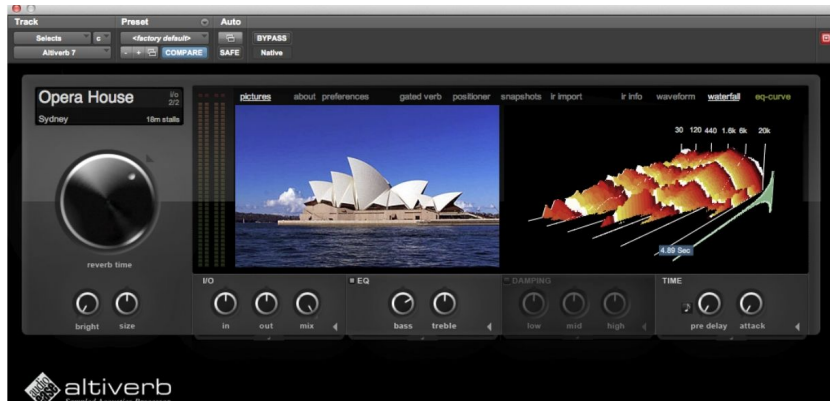 Track Preset Auto
Selects c <factory default> BYPASS
Altiverb 7 - + COMPARE SAFE Native
Opera House i/o 2/2
Sydney 18m stalls
pictures about preferences gated verb positioner snapshots ir import ir info waveform waterfall eq-curve
30 120 440 1.6k 6k 20k
4.89 Sec
reverb time
bright size
I/O EQ DAMPING TIME
in out mix bass treble low mid high pre delay attack
audio ease altiverb